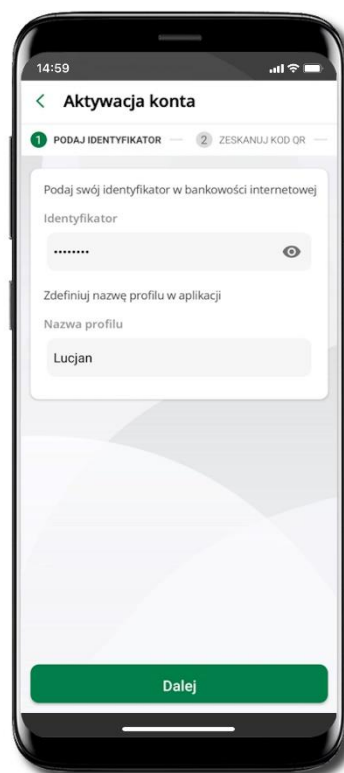 14:59
Aktywacja konta
1 PODAJ IDENTYFIKATOR 2 ZESKANUJ KOD QR
Podaj swój identyfikator w bankowości internetowej
Identyfikator
••••••••
Zdefiniuj nazwę profilu w aplikacji
Nazwa profilu
Lucjan
Dalej